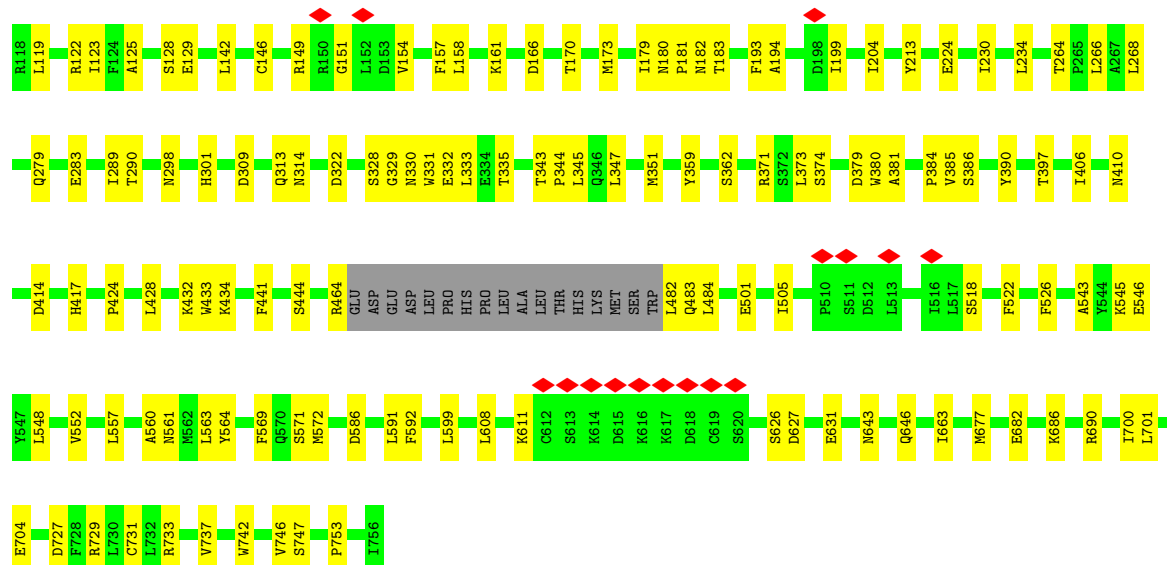 R118 L119 R122 I123 F124 A125 S128 E129 L142 C146 R149 R150 G151 L152 D153 V154 F157 L158 K161 D166 T170 M173 I179 N180 P181 N182 T183 F193 A194 D198 I199 I204 Y213 E224 I230 L234 T264 P265 L266 A267 L268
Q279 E283 I289 T290 N298 H301 D309 Q313 N314 D322 S328 G329 N330 W331 E332 L333 E334 T335 T343 P344 L345 Q346 L347 M351 Y359 S362 R371 S372 L373 S374 D379 W380 A381 P384 V385 S386 Y390 T397 I406 N410
D414 H417 P424 L428 K432 W433 K434 F441 S444 R464 GLU ASP GLU ASP LEU PRO HIS PRO LEU ALA LEU THR HIS LYS MET SER TRP L482 Q483 L484 E501 I505 P510 S511 D512 L513 I516 L517 S518 F522 F526 A543 Y544 K545 E546
Y547 L548 V552 L557 A560 N561 M562 L563 Y564 F569 Q570 S571 M572 D586 L591 F592 L599 L608 K611 C612 S613 K614 D615 K616 K617 D618 C619 S620 S626 D627 E631 N643 Q646 I663 M677 E682 K686 R690 I700 L701
E704 D727 F728 R729 L730 C731 L732 R733 V737 W742 V746 S747 P753 I756